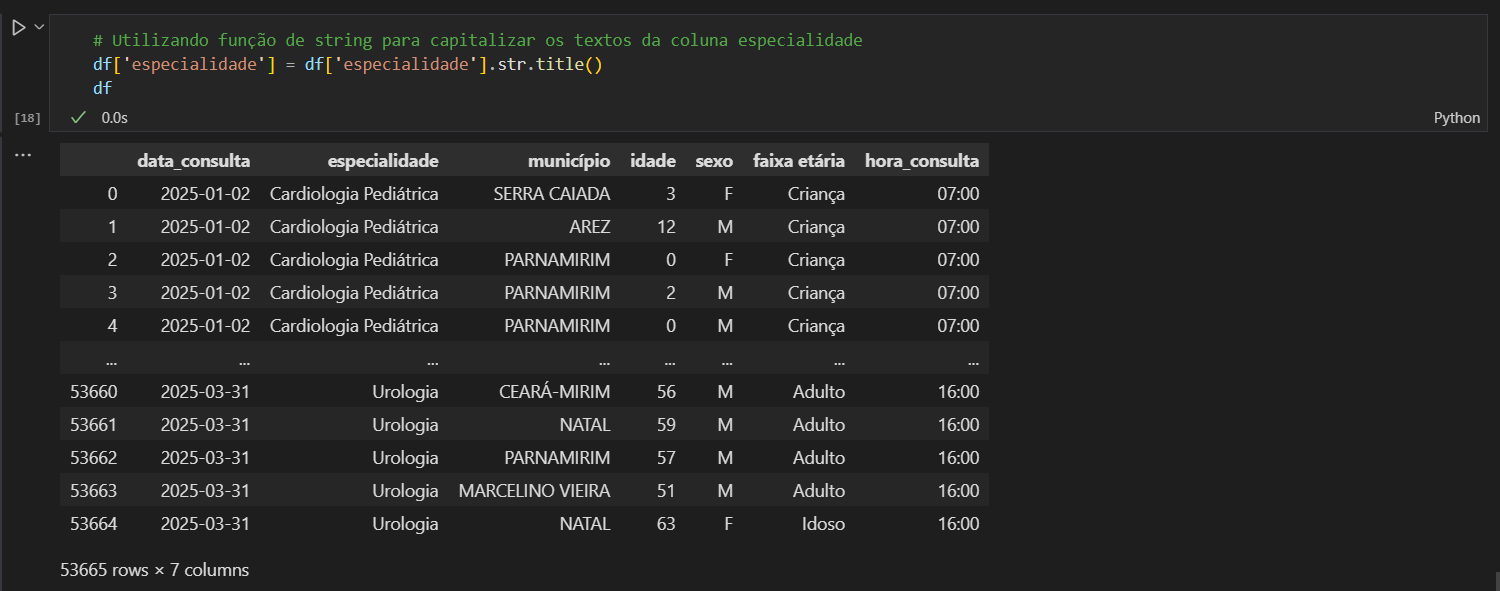 # Utilizando função de string para capitalizar os textos da coluna especialidade
df['especialidade'] = df['especialidade'].str.title()
df
[18] 0.0s Python
... data_consulta especialidade município idade sexo faixa etária hora_consulta
0 2025-01-02 Cardiologia Pediátrica SERRA CAIADA 3 F Criança 07:00
1 2025-01-02 Cardiologia Pediátrica AREZ 12 M Criança 07:00
2 2025-01-02 Cardiologia Pediátrica PARNAMIRIM 0 F Criança 07:00
3 2025-01-02 Cardiologia Pediátrica PARNAMIRIM 2 M Criança 07:00
4 2025-01-02 Cardiologia Pediátrica PARNAMIRIM 0 M Criança 07:00
... ... ... ... ... ... ... ...
53660 2025-03-31 Urologia CEARÁ-MIRIM 56 M Adulto 16:00
53661 2025-03-31 Urologia NATAL 59 M Adulto 16:00
53662 2025-03-31 Urologia PARNAMIRIM 57 M Adulto 16:00
53663 2025-03-31 Urologia MARCELINO VIEIRA 51 M Adulto 16:00
53664 2025-03-31 Urologia NATAL 63 F Idoso 16:00
53665 rows × 7 columns